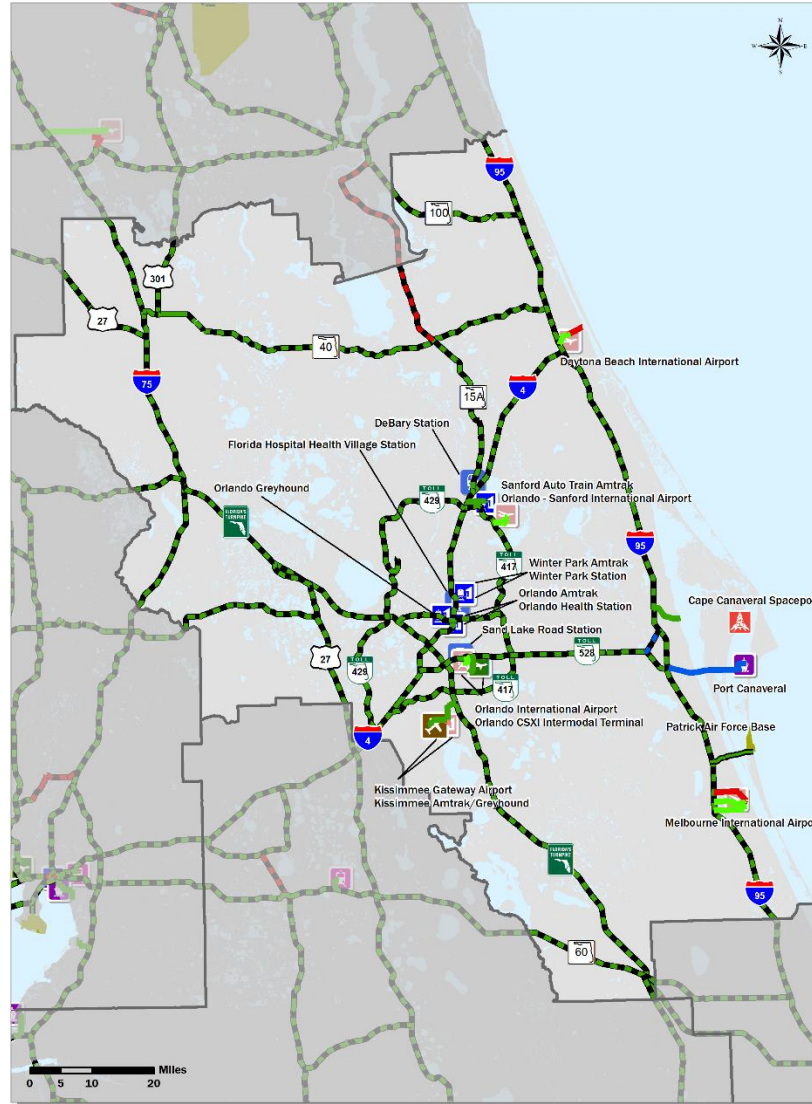 N
W
E
S
95
100
301
27
40
Daytona Beach International Airport
75
4
15A
DeBary Station
Florida Hospital Health Village Station
Orlando Greyhound
Sanford Auto Train Amtrak
Orlando - Sanford International Airport
TOLL
429
FLORIDA'S
TURNPIKE
95
TOLL
417
Winter Park Amtrak
Winter Park Station
Orlando Amtrak
Orlando Health Station
Cape Canaveral Spacepo
Sand Lake Road Station
27
TOLL
429
TOLL
528
TOLL
417
Port Canaveral
Orlando International Airport
Orlando CSXI Intermodal Terminal
4
Patrick Air Force Base
Kissimmee Gateway Airport
Kissimmee Amtrak/Greyhound
Melbourne International Airpo
FLORIDA'S
TURNPIKE
95
60
Miles
0 5 10 20